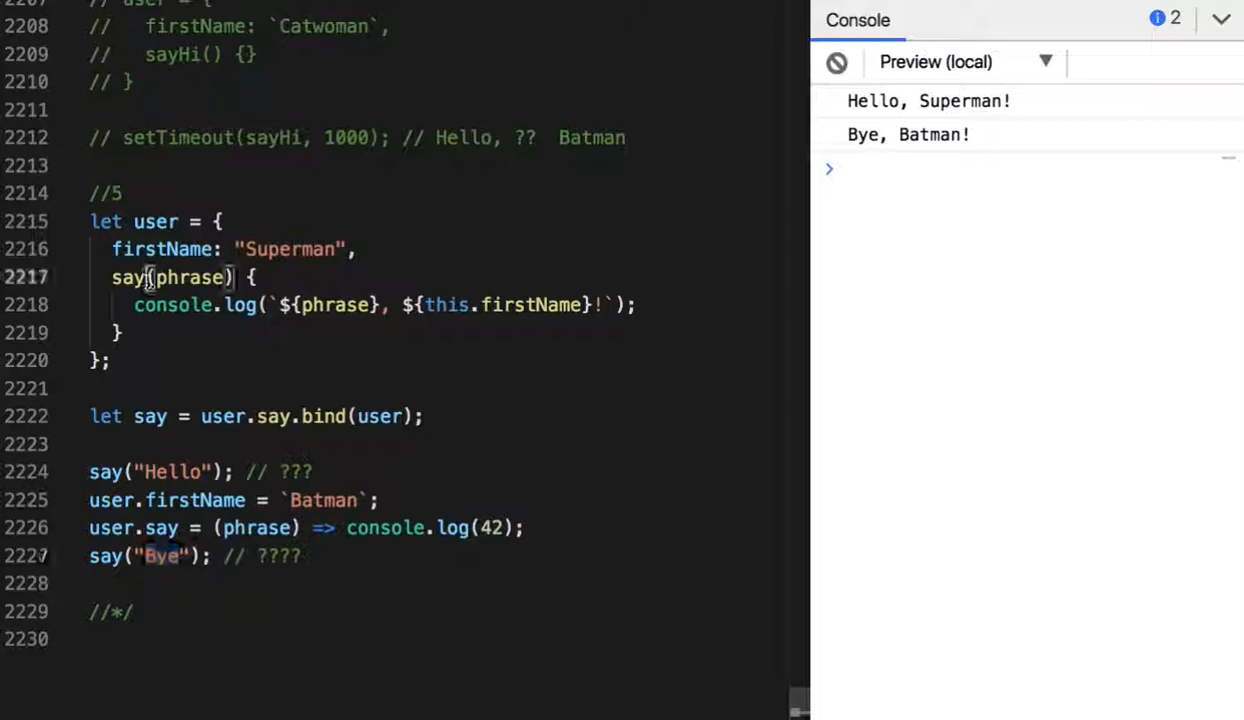 2208 //   firstName: `Catwoman`,
2209 //   sayHi() {}
2210 // }
2211
2212 // setTimeout(sayHi, 1000); // Hello, ??  Batman
2213
2214 //5
2215 let user = {
2216   firstName: "Superman",
2217   say(phrase) {
2218     console.log(`${phrase}, ${this.firstName}!`);
2219   }
2220 };
2221
2222 let say = user.say.bind(user);
2223
2224 say("Hello"); // ???
2225 user.firstName = `Batman`;
2226 user.say = (phrase) => console.log(42);
2227 say("Bye"); // ????
2228
2229 //*/
2230
Console
2
Preview (local)
Hello, Superman!
Bye, Batman!